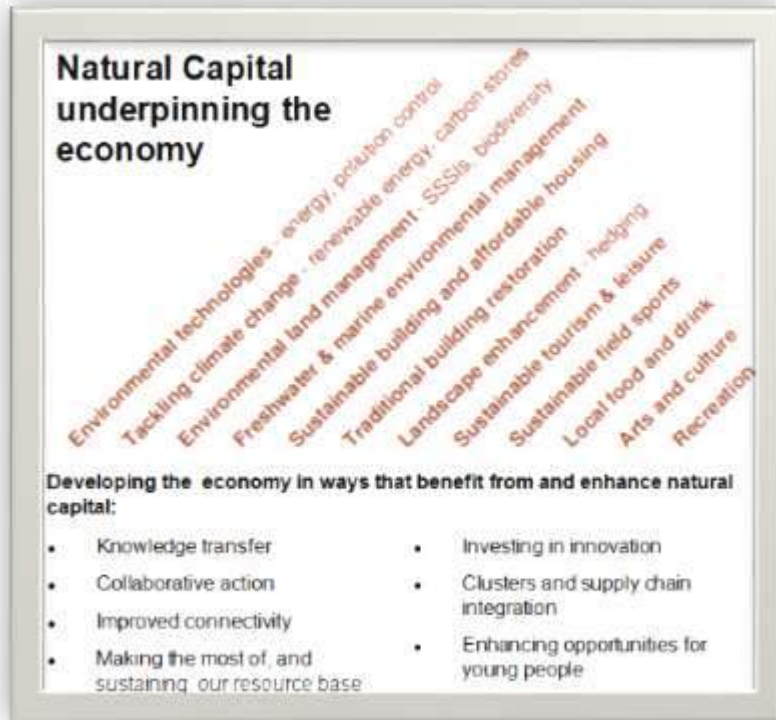 Natural Capital
underpinning the
economy
Environmental technologies - energy, pollution control
Tackling climate change - renewable energy, carbon stores
Environmental land management - SSSIs, biodiversity
Freshwater & marine environmental management
Sustainable building and affordable housing
Traditional building restoration
Landscape enhancement - hedging
Sustainable tourism & leisure
Sustainable field sports
Local food and drink
Arts and culture
Recreation
Developing the economy in ways that benefit from and enhance natural
capital:
• Knowledge transfer
• Collaborative action
• Improved connectivity
• Making the most of, and
sustaining our resource base
• Investing in innovation
• Clusters and supply chain
integration
• Enhancing opportunities for
young people